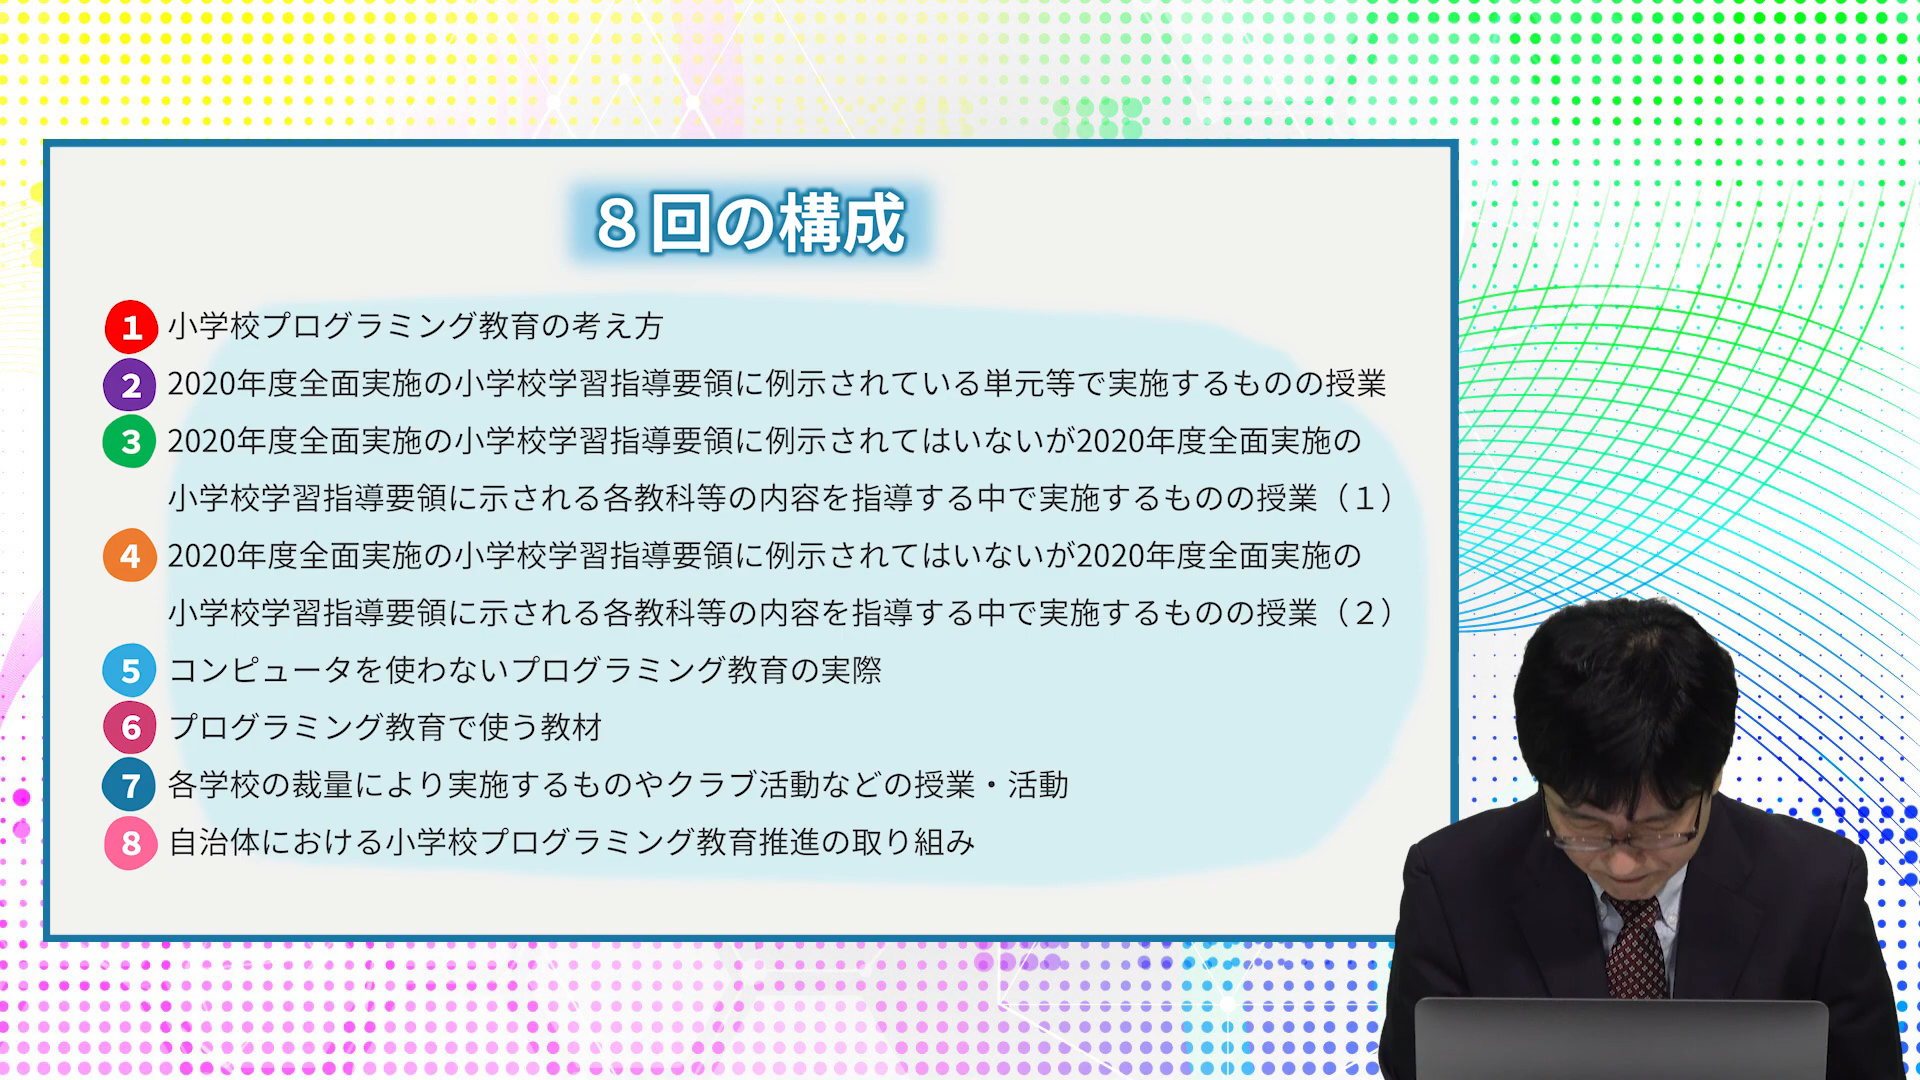 ８回の構成
1 小学校プログラミング教育の考え方
2 2020年度全面実施の小学校学習指導要領に例示されている単元等で実施するものの授業
3 2020年度全面実施の小学校学習指導要領に例示されてはいないが2020年度全面実施の
小学校学習指導要領に示される各教科等の内容を指導する中で実施するものの授業（１）
4 2020年度全面実施の小学校学習指導要領に例示されてはいないが2020年度全面実施の
小学校学習指導要領に示される各教科等の内容を指導する中で実施するものの授業（２）
5 コンピュータを使わないプログラミング教育の実際
6 プログラミング教育で使う教材
7 各学校の裁量により実施するものやクラブ活動などの授業・活動
8 自治体における小学校プログラミング教育推進の取り組み